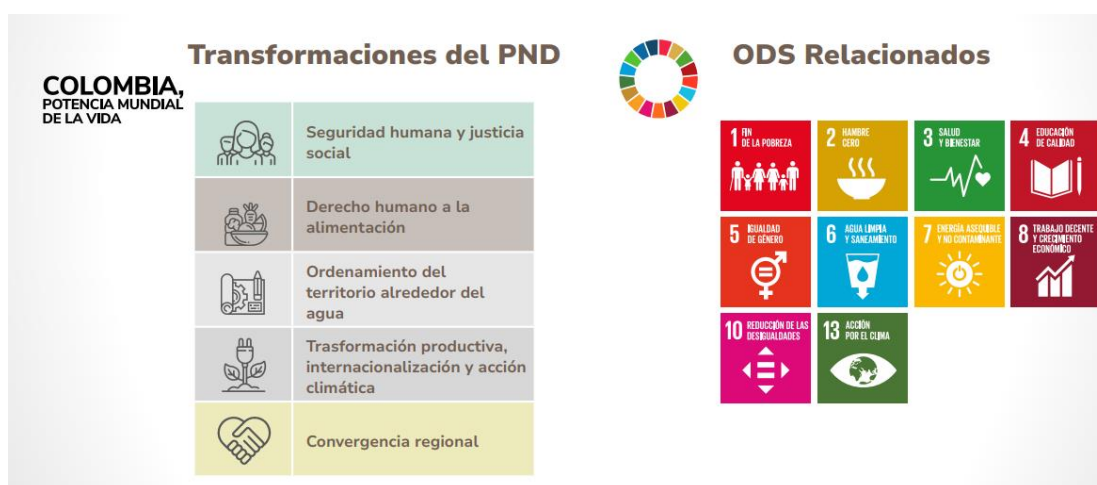 Transformaciones del PND
COLOMBIA,
POTENCIA MUNDIAL
DE LA VIDA
Seguridad humana y justicia
social
Derecho humano a la
alimentación
Ordenamiento del
territorio alrededor del
agua
Trasformación productiva,
internacionalización y acción
climática
Convergencia regional
ODS Relacionados
1 FIN
DE LA POBREZA
2 HAMBRE
CERO
3 SALUD
Y BIENESTAR
4 EDUCACIÓN
DE CALIDAD
5 IGUALDAD
DE GÉNERO
6 AGUA LIMPIA
Y SANEAMIENTO
7 ENERGÍA ASEQUIBLE
Y NO CONTAMINANTE
8 TRABAJO DECENTE
Y CRECIMIENTO
ECONÓMICO
10 REDUCCIÓN DE LAS
DESIGUALDADES
13 ACCIÓN
POR EL CLIMA